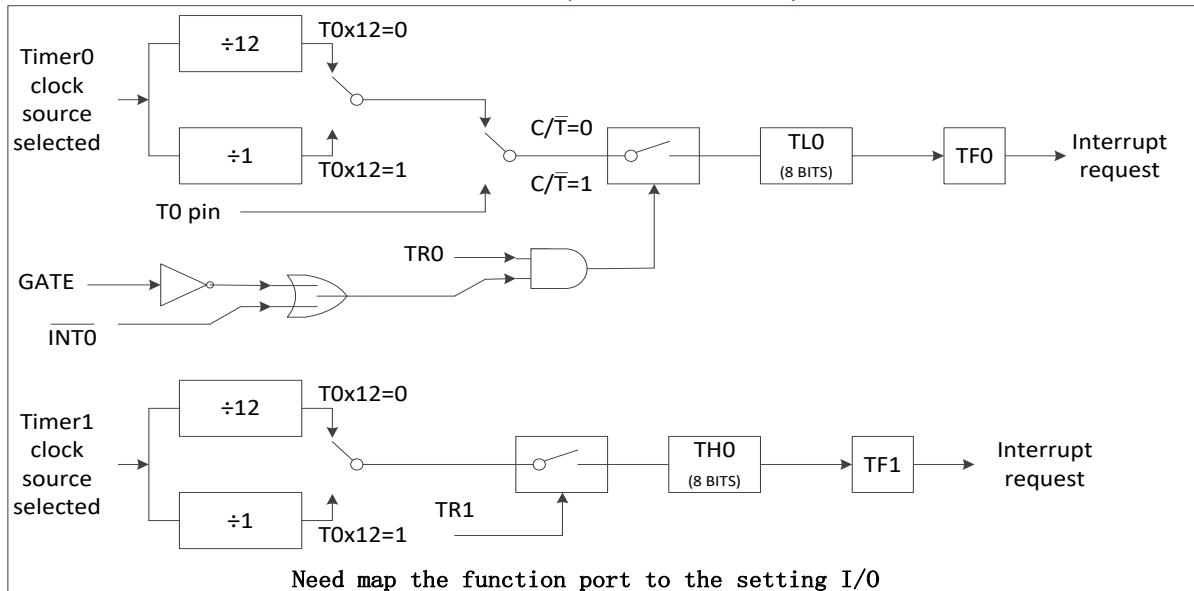 Timer0
clock
source
selected
÷12
T0x12=0
÷1
T0x12=1
T0 pin
C/T̅=0
C/T̅=1
TL0
(8 BITS)
TF0
Interrupt
request
TR0
GATE
I̅N̅T̅0̅
Timer1
clock
source
selected
÷12
T0x12=0
÷1
T0x12=1
TR1
TH0
(8 BITS)
TF1
Interrupt
request
Need map the function port to the setting I/O